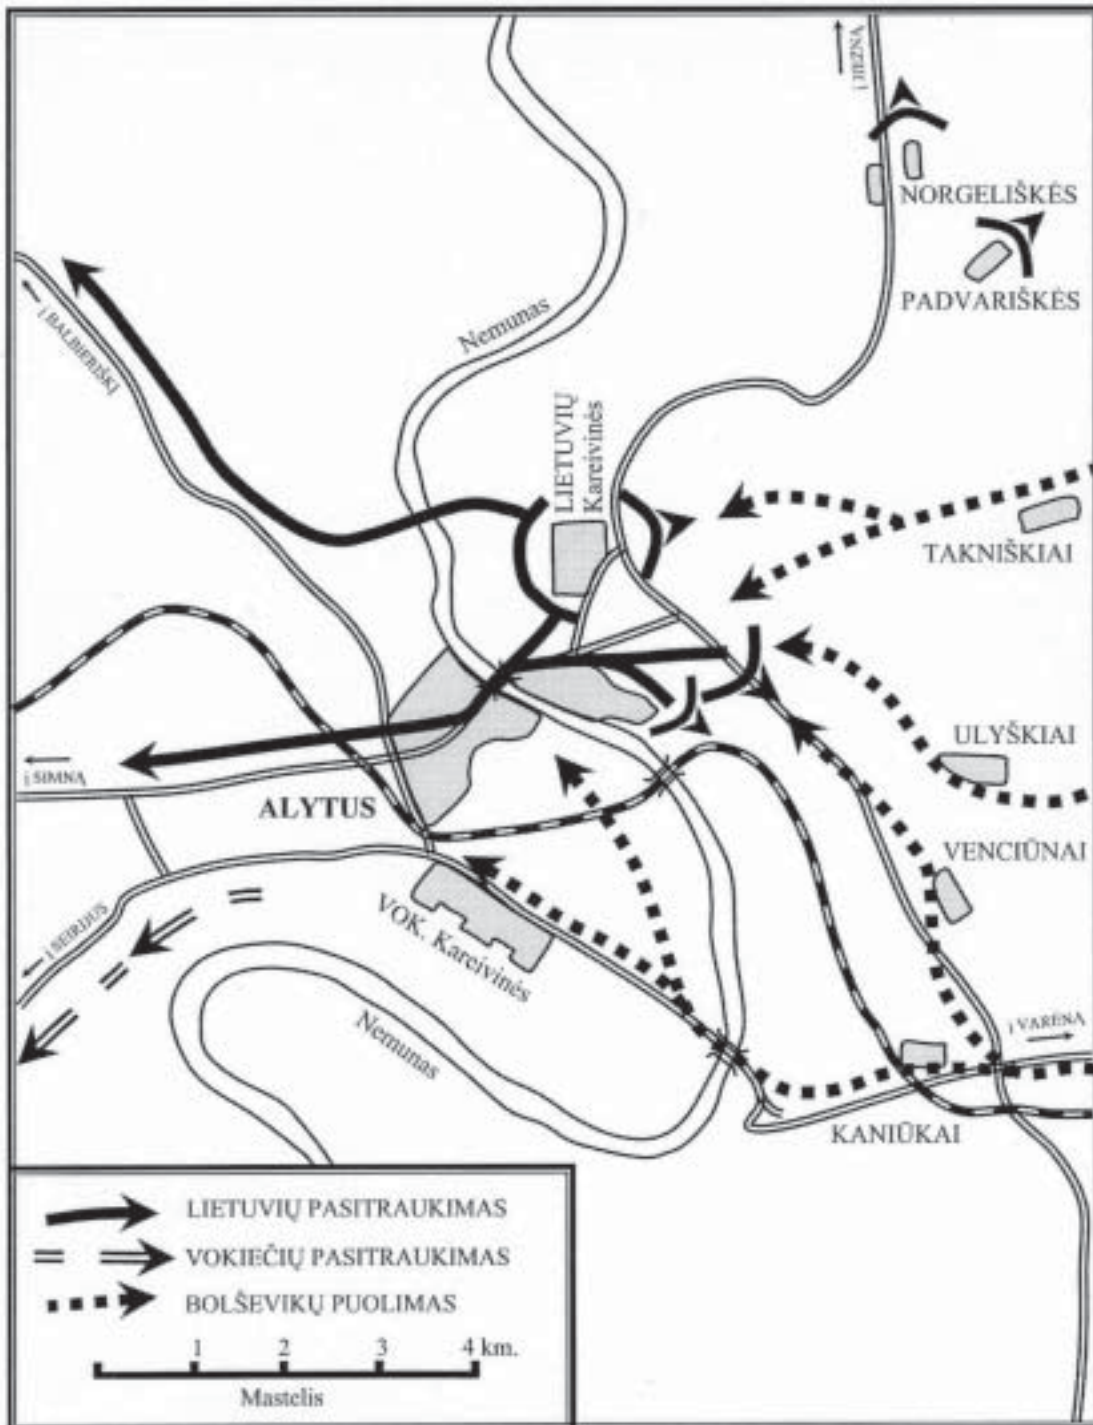 į JIEZNĄ
NORGELIŠKĖS
PADVARIŠKĖS
į BALBIERIŠKĮ
Nemunas
LIETUVIŲ
Kareivinės
TAKNIŠKIAI
ULYŠKIAI
į SIMNĄ
ALYTUS
VENCIŪNAI
į SEIRIJUS
VOK. Kareivinės
Nemunas
į VARĖNĄ
KANIŪKAI
LIETUVIŲ PASITRAUKIMAS
VOKIEČIŲ PASITRAUKIMAS
BOLŠEVIKŲ PUOLIMAS
1 2 3 4 km.
Mastelis